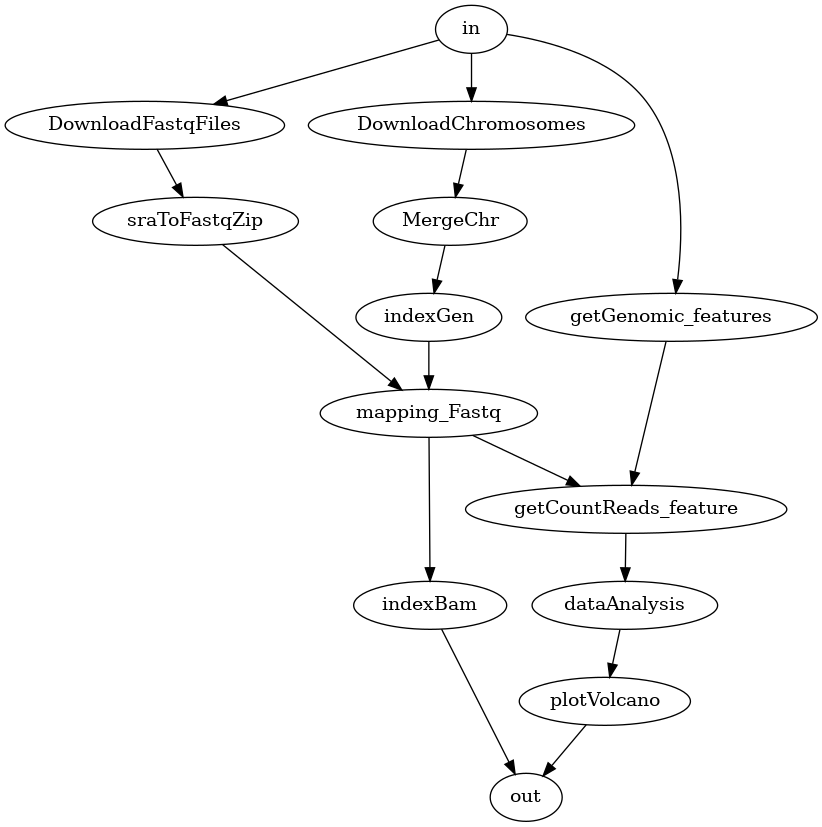 in
DownloadFastqFiles
DownloadChromosomes
sraToFastqZip
MergeChr
indexGen
getGenomic_features
mapping_Fastq
getCountReads_feature
indexBam
dataAnalysis
plotVolcano
out